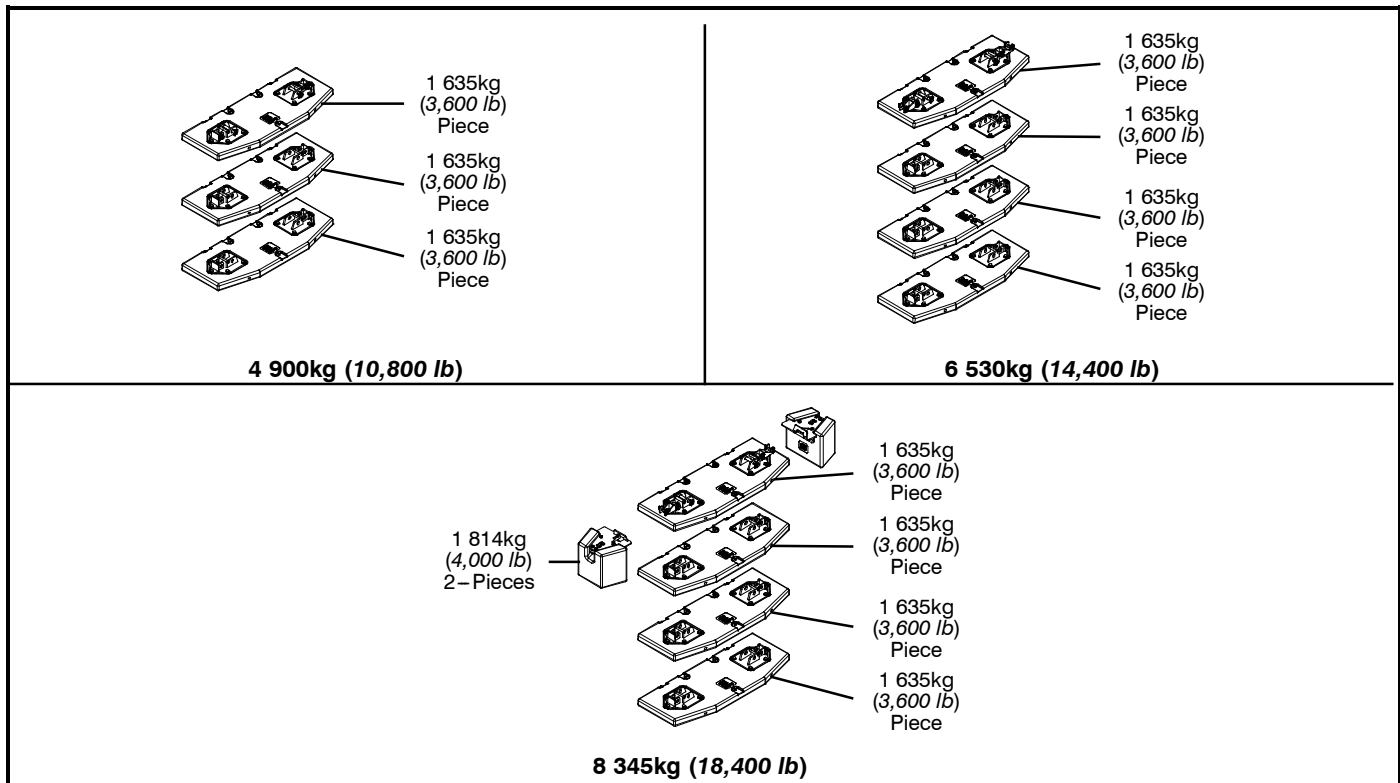 1 635kg
(3,600 lb)
Piece
1 635kg
(3,600 lb)
Piece
1 635kg
(3,600 lb)
Piece
4 900kg (10,800 lb)
1 635kg
(3,600 lb)
Piece
1 635kg
(3,600 lb)
Piece
1 635kg
(3,600 lb)
Piece
1 635kg
(3,600 lb)
Piece
6 530kg (14,400 lb)
1 814kg
(4,000 lb)
2-Pieces
1 635kg
(3,600 lb)
Piece
1 635kg
(3,600 lb)
Piece
1 635kg
(3,600 lb)
Piece
1 635kg
(3,600 lb)
Piece
8 345kg (18,400 lb)